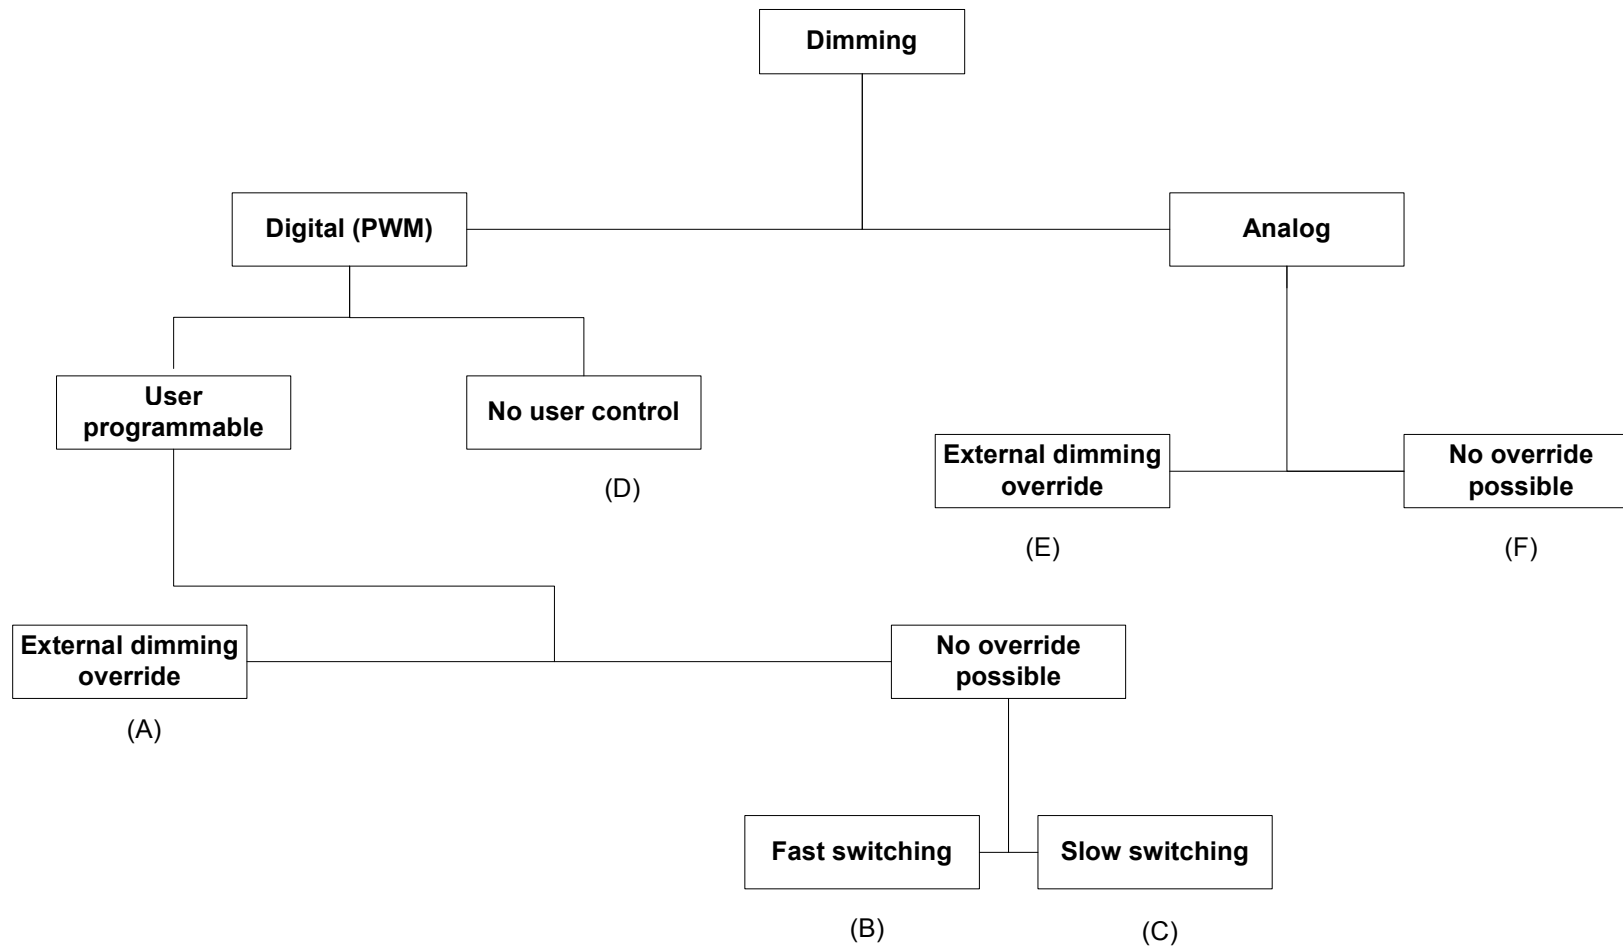 Dimming
Digital (PWM)
Analog
User
programmable
No user control
(D)
External dimming
override
No override
possible
(E)
(F)
External dimming
override
No override
possible
(A)
Fast switching
Slow switching
(B)
(C)